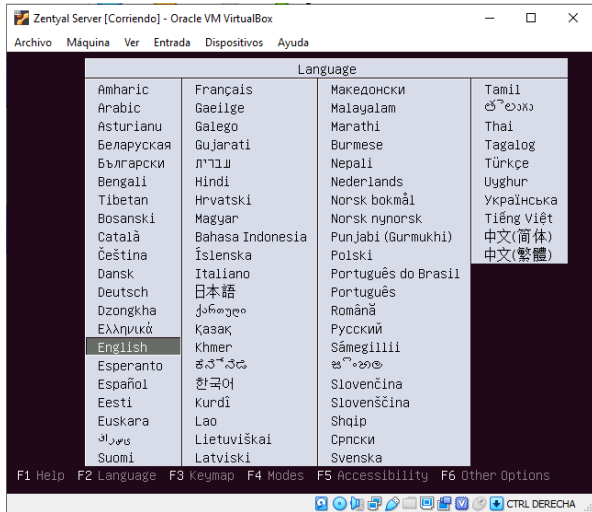 Zentyal Server [Corriendo] - Oracle VM VirtualBox
Archivo Máquina Ver Entrada Dispositivos Ayuda
Language
Amharic
Arabic
Asturianu
Беларуская
Български
Bengali
Tibetan
Bosanski
Català
Čeština
Dansk
Deutsch
Dzongkha
Ελληνικά
English
Esperanto
Español
Eesti
Euskara
Suomi
Français
Gaeilge
Galego
Gujarati
עברית
Hindi
Hrvatski
Magyar
Bahasa Indonesia
Íslenska
Italiano
日本語
ქართული
Қазақ
Khmer
ಕನ್ನಡ
한국어
Kurdî
Lao
Lietuviškai
Latviski
Македонски
Malayalam
Marathi
Burmese
Nepali
Nederlands
Norsk bokmål
Norsk nynorsk
Punjabi (Gurmukhi)
Polski
Português do Brasil
Português
Română
Русский
Sámegillii
Slovenčina
Slovenščina
Shqip
Српски
Svenska
Tamil
Thai
Tagalog
Türkçe
Uyghur
Українська
Tiếng Việt
中文(简体)
中文(繁體)
F1 Help F2 Language F3 Keymap F4 Modes F5 Accessibility F6 Other Options
CTRL DERECHA